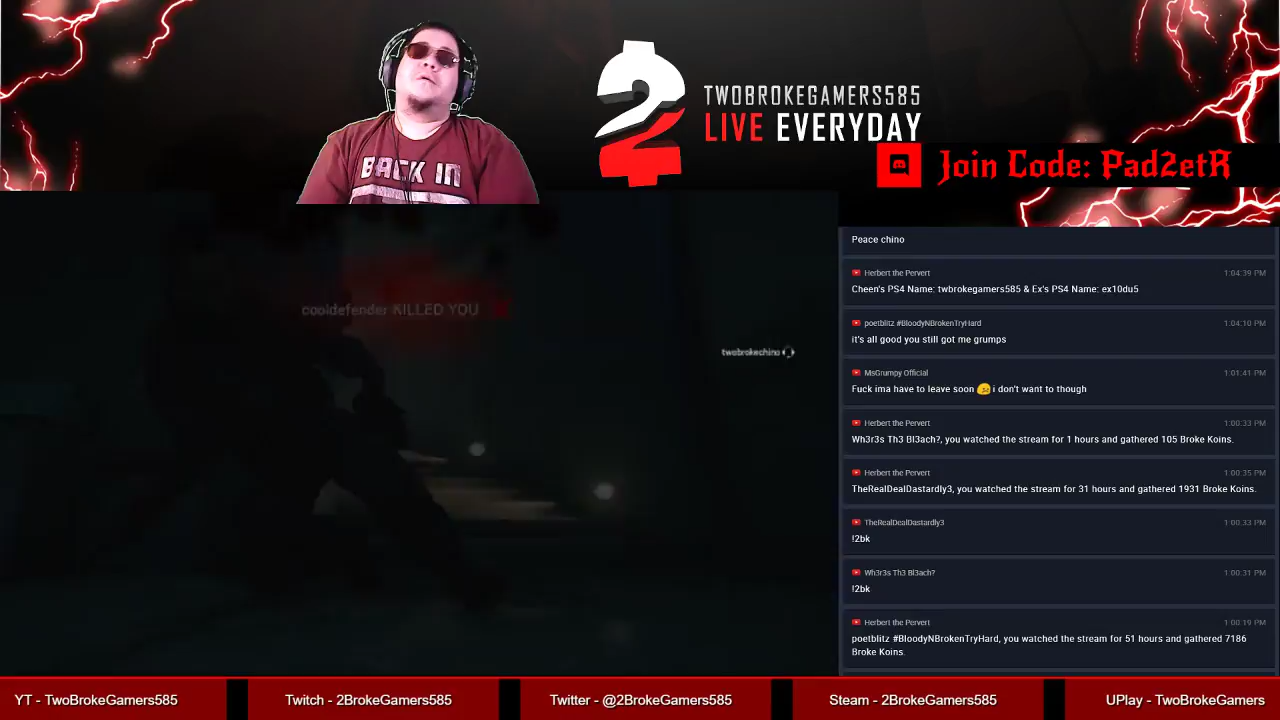 BACK IN
2
TWOBROKEGAMERS585
LIVE EVERYDAY
Join Code: Pad2etR
cooldefender KILLED YOU
twobrokechino
Peace chino
Herbert the Pervert 1:04:39 PM
Cheen's PS4 Name: twbrokegamers585 & Ex's PS4 Name: ex10du5
poetblitz #BloodyNBrokenTryHard 1:04:10 PM
it's all good you still got me grumps
MsGrumpy Official 1:01:41 PM
Fuck ima have to leave soon 😥 i don't want to though
Herbert the Pervert 1:00:33 PM
Wh3r3s Th3 Bl3ach?, you watched the stream for 1 hours and gathered 105 Broke Koins.
Herbert the Pervert 1:00:35 PM
TheRealDealDastardly3, you watched the stream for 31 hours and gathered 1931 Broke Koins.
TheRealDealDastardly3 1:00:33 PM
!2bk
Wh3r3s Th3 Bl3ach? 1:00:31 PM
!2bk
Herbert the Pervert 1:00:19 PM
poetblitz #BloodyNBrokenTryHard, you watched the stream for 51 hours and gathered 7186
Broke Koins.
YT - TwoBrokeGamers585
Twitch - 2BrokeGamers585
Twitter - @2BrokeGamers585
Steam - 2BrokeGamers585
UPlay - TwoBrokeGamers